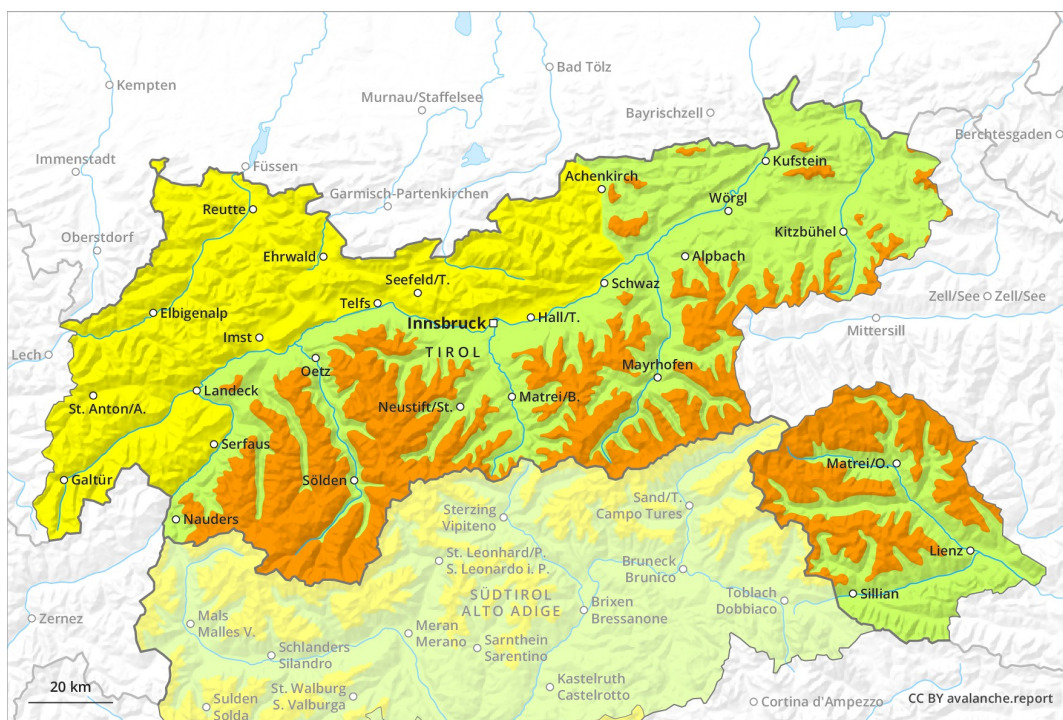 Kempten
Bad Tölz
Murnau/Staffelsee
Bayrischzell
Berchtesgaden
Immenstadt
Füssen
Kufstein
Achenkirch
Garmisch-Partenkirchen
Wörgl
Reutte
Oberstdorf
Kitzbühel
Ehrwald
Alpbach
Seefeld/T.
Schwaz
Telfs
Zell/See
Zell/See
Elbigenalp
Innsbruck
Hall/T.
Mittersill
Imst
Lech
TIROL
Oetz
Mayrhofen
Landeck
St. Anton/A.
Neustift/St.
Matrei/B.
Serfaus
Matrei/O.
Galtür
Sölden
Sand/T.
Campo Tures
Sterzing
Vipiteno
Nauders
Lienz
St. Leonhard/P.
S. Leonardo i. P.
Bruneck
Brunico
SÜDTIROL
ALTO ADIGE
Toblach
Dobbiaco
Sillian
Brixen
Bressanone
Zernez
Mals
Malles V.
Meran
Merano
Sarnthein
Sarentino
Schlanders
Silandro
Kastelruth
Castelrotto
20 km
St. Walburg
S. Valburga
Sulden
Solda
Cortina d'Ampezzo
CC BY avalanche.report